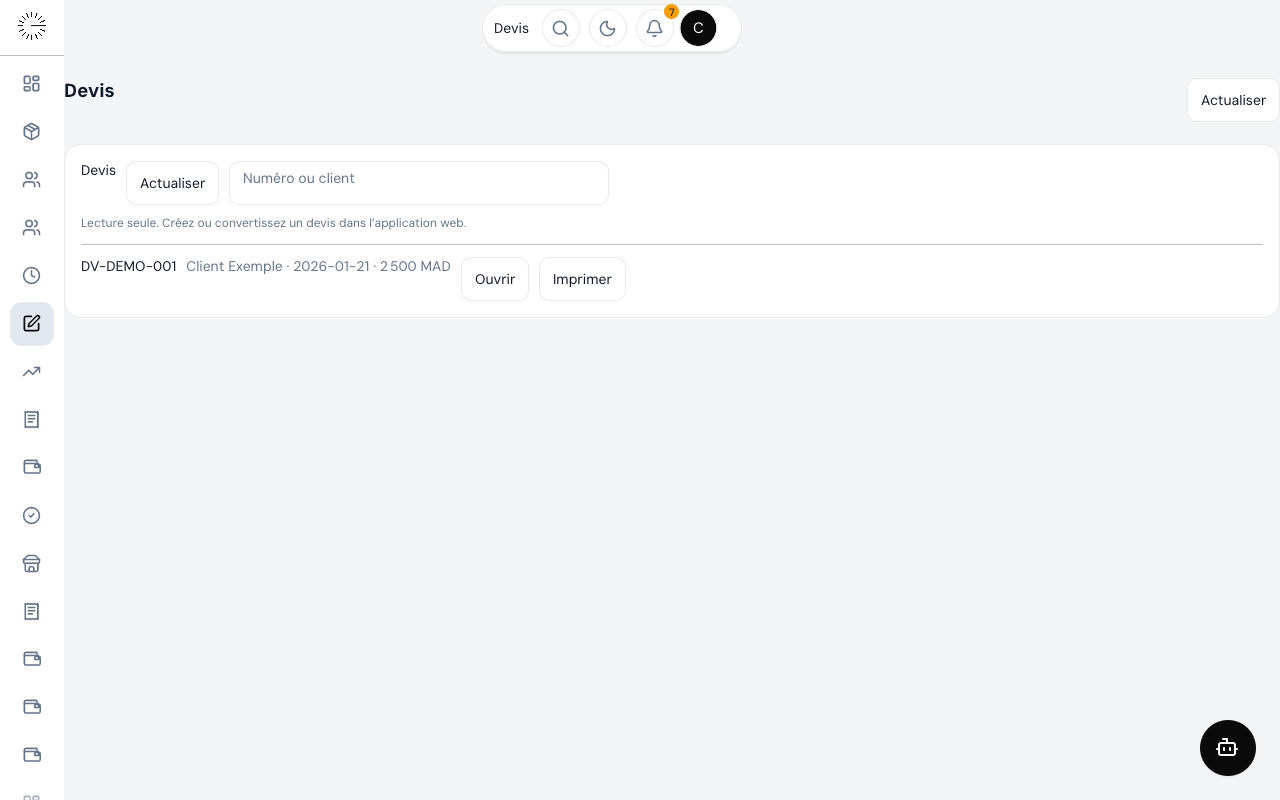 Devis
7
C
Devis
Actualiser
Devis
Actualiser
Numéro ou client
Lecture seule. Créez ou convertissez un devis dans l’application web.
DV-DEMO-001 Client Exemple · 2026-01-21 · 2 500 MAD
Ouvrir
Imprimer